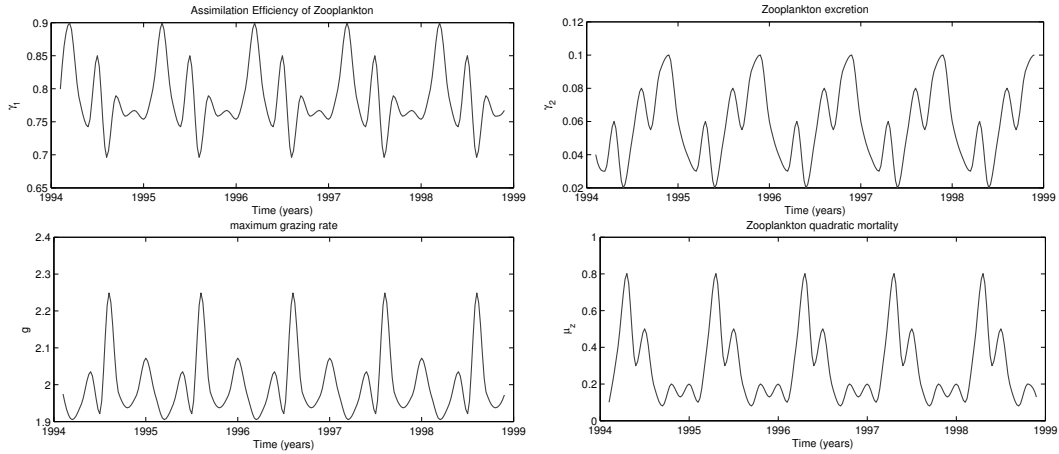 Assimilation Efficiency of Zooplankton
0.9
0.85
0.8
0.75
0.7
0.65
γ1
1994 1995 1996 1997 1998 1999
Time (years)
Zooplankton excretion
0.12
0.1
0.08
0.06
0.04
0.02
γ2
1994 1995 1996 1997 1998 1999
Time (years)
maximum grazing rate
2.4
2.3
2.2
2.1
2
1.9
g
1994 1995 1996 1997 1998 1999
Time (years)
Zooplankton quadratic mortality
1
0.8
0.6
0.4
0.2
0
μz
1994 1995 1996 1997 1998 1999
Time (years)